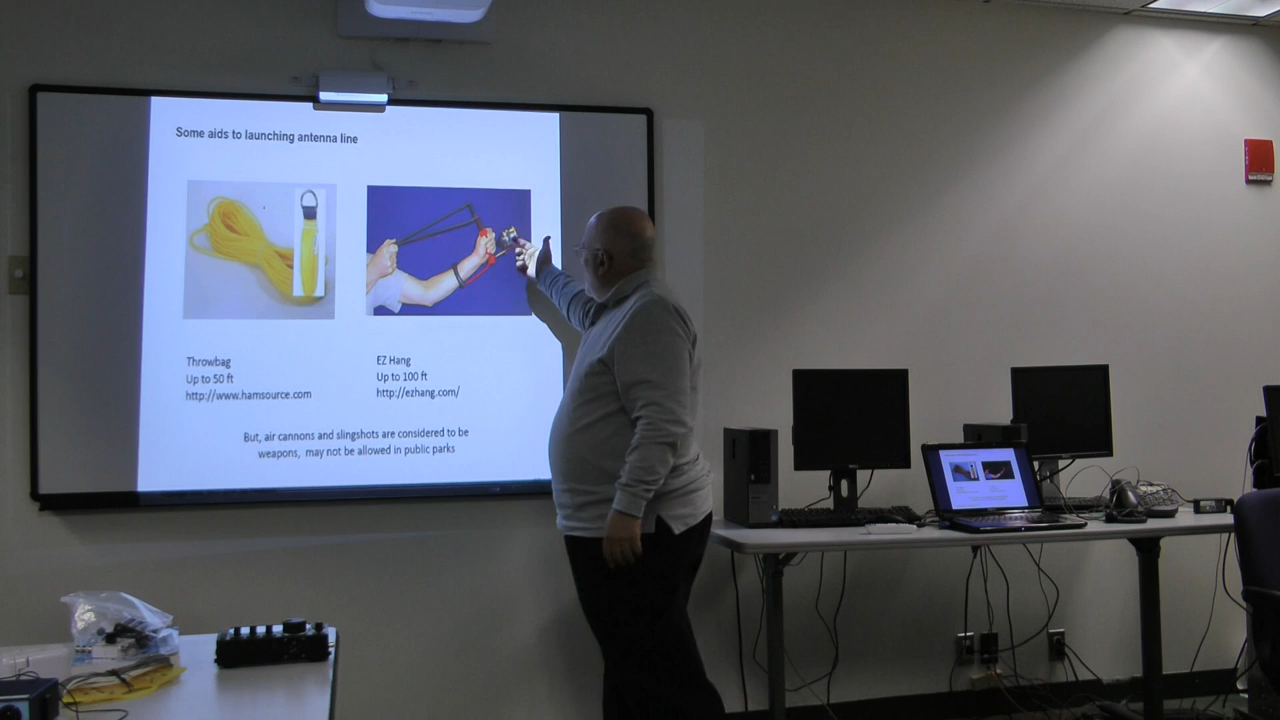 Some aids to launching antenna line
Throwbag
Up to 50 ft
http://www.hamsource.com
EZ Hang
Up to 100 ft
http://ezhang.com/
But, air cannons and slingshots are considered to be
weapons, may not be allowed in public parks